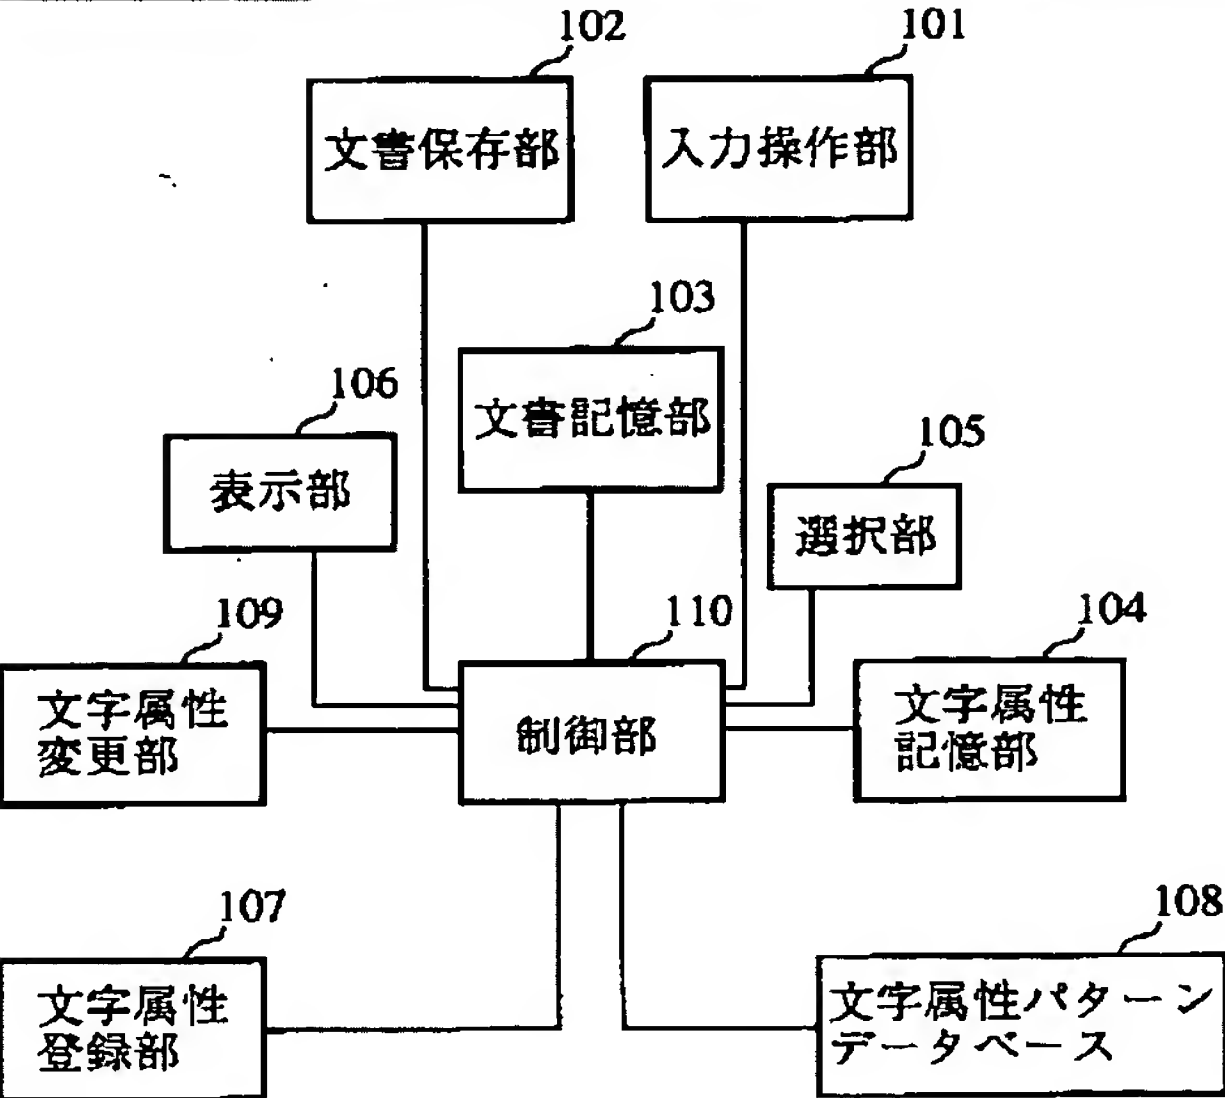 102
101
文書保存部
入力操作部
103
文書記憶部
106
表示部
105
選択部
109
110
104
文字属性
変更部
制御部
文字属性
記憶部
107
108
文字属性
登録部
文字属性パターン
データベース